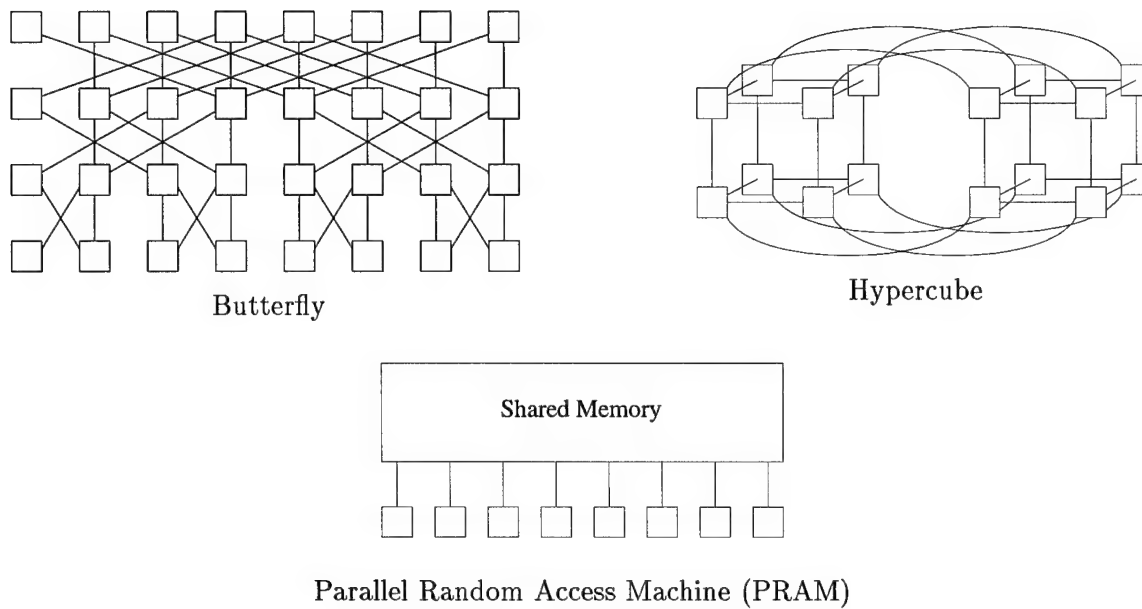 Butterfly
Hypercube
Shared Memory
Parallel Random Access Machine (PRAM)